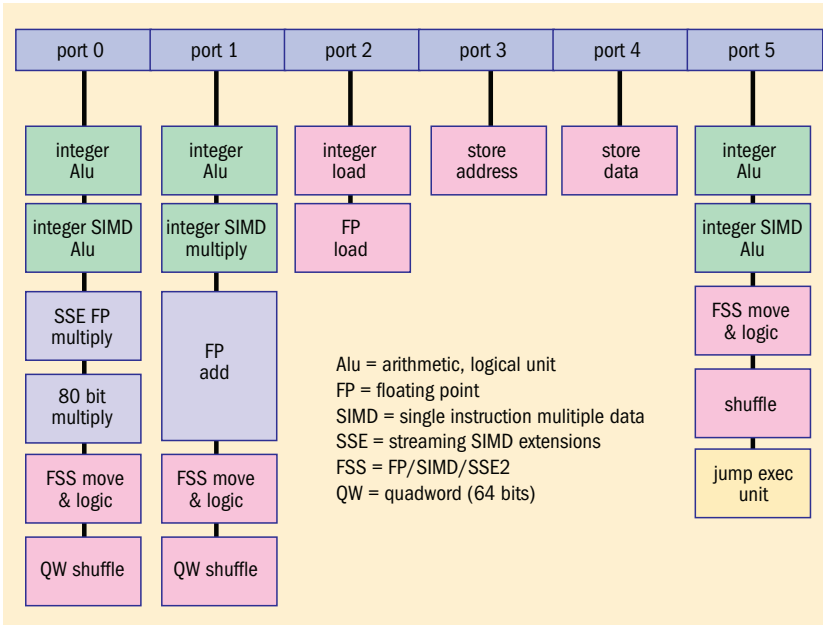 port 0
port 1
port 2
port 3
port 4
port 5
integer
Alu
integer SIMD
Alu
SSE FP
multiply
80 bit
multiply
FSS move
& logic
QW shuffle
integer
Alu
integer SIMD
multiply
FP
add
FSS move
& logic
QW shuffle
integer
load
FP
load
store
address
store
data
integer
Alu
integer SIMD
Alu
FSS move
& logic
shuffle
jump exec
unit
Alu = arithmetic, logical unit
FP = floating point
SIMD = single instruction mulitiple data
SSE = streaming SIMD extensions
FSS = FP/SIMD/SSE2
QW = quadword (64 bits)